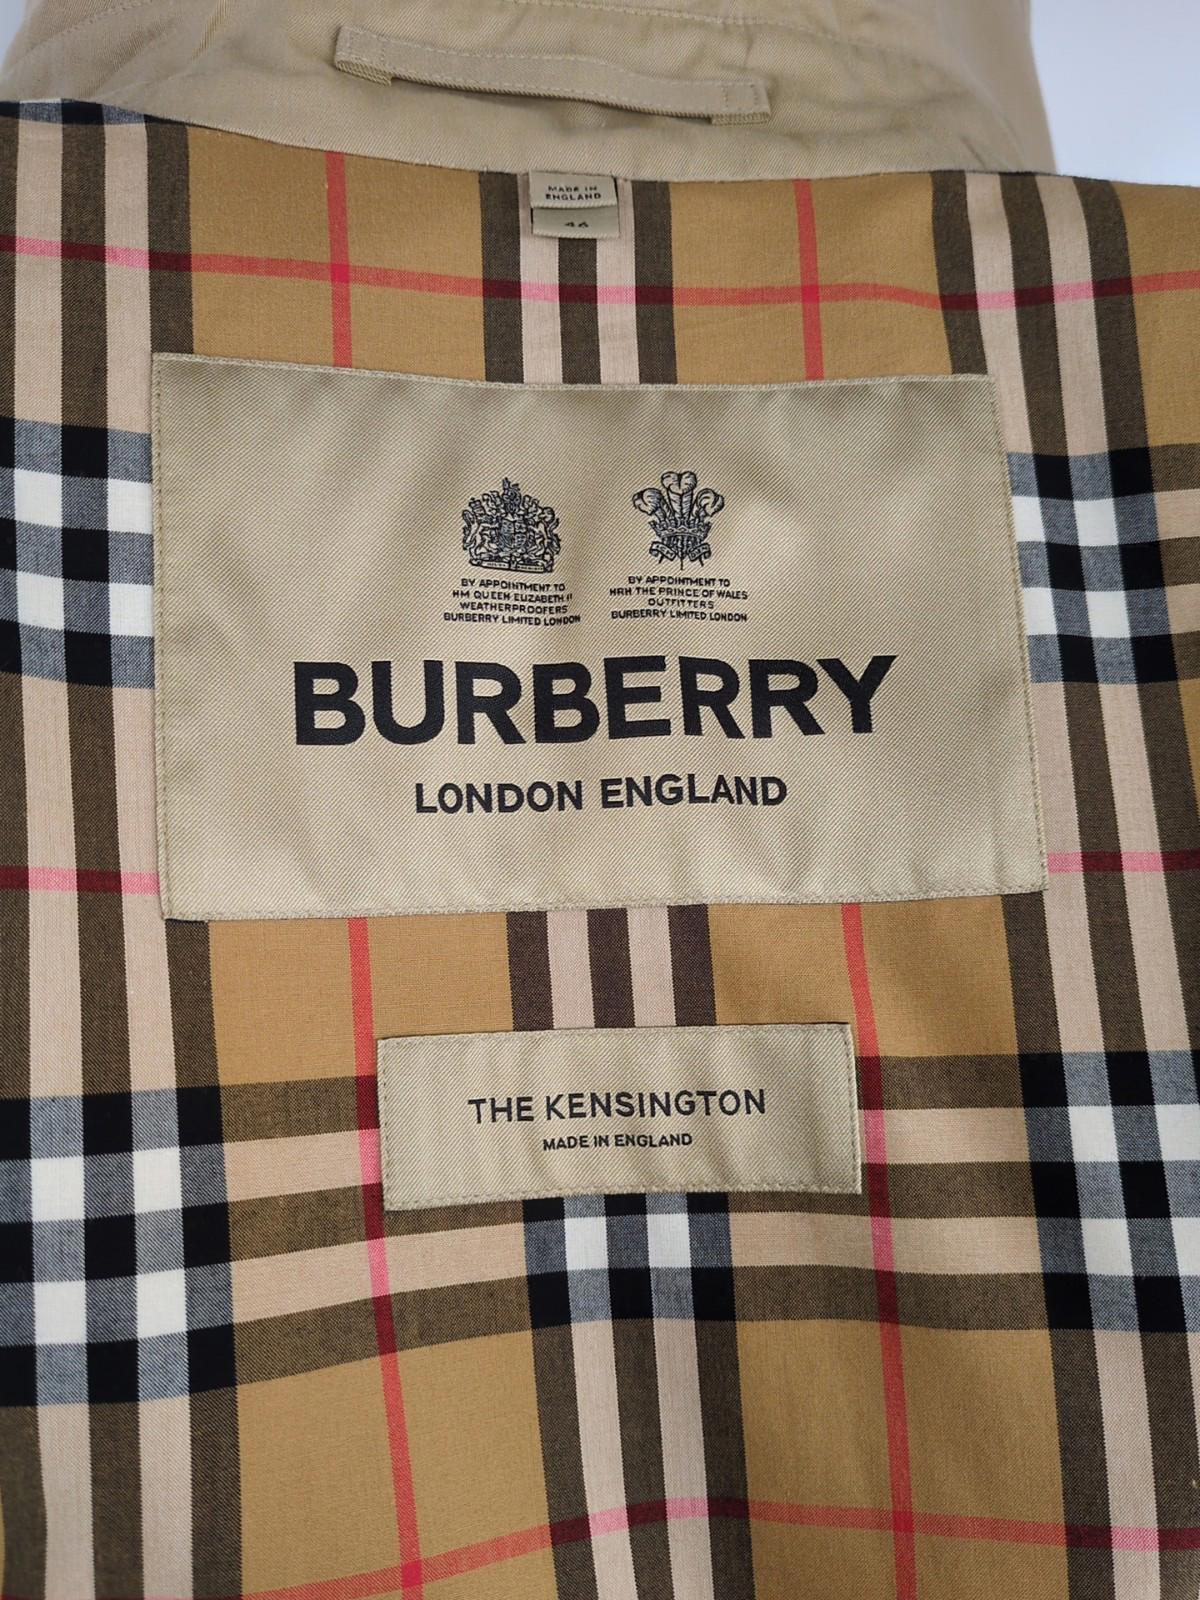 MADE IN
ENGLAND
46
BY APPOINTMENT TO
HM QUEEN ELIZABETH II
WEATHERPROOFERS
BURBERRY LIMITED LONDON
BY APPOINTMENT TO
HRH THE PRINCE OF WALES
OUTFITTERS
BURBERRY LIMITED LONDON
BURBERRY
LONDON ENGLAND
THE KENSINGTON
MADE IN ENGLAND